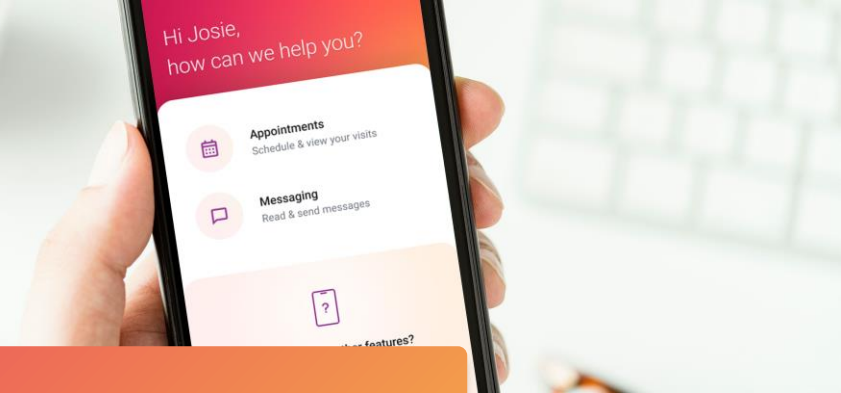 Hi Josie,
how can we help you?
Appointments
Schedule & view your visits
Messaging
Read & send messages
?
features?